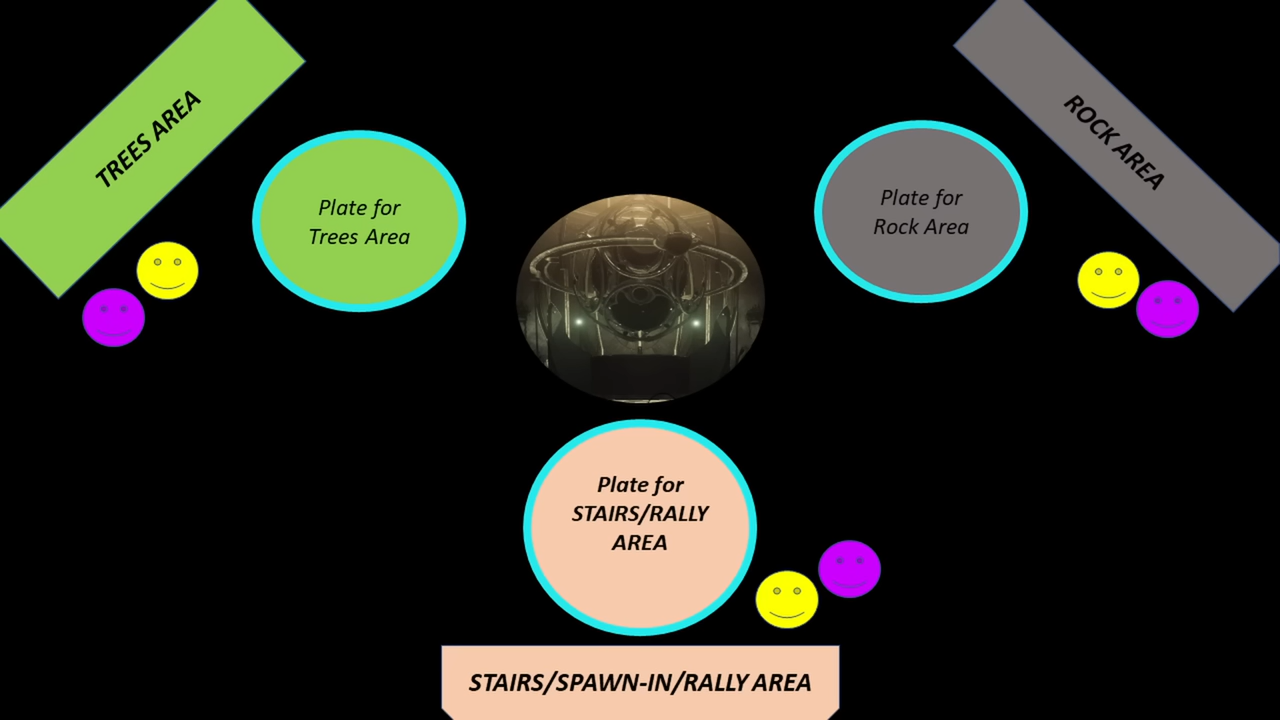 TREES AREA
ROCK AREA
Plate for
Trees Area
Plate for
Rock Area
Plate for
STAIRS/RALLY
AREA
STAIRS/SPAWN-IN/RALLY AREA